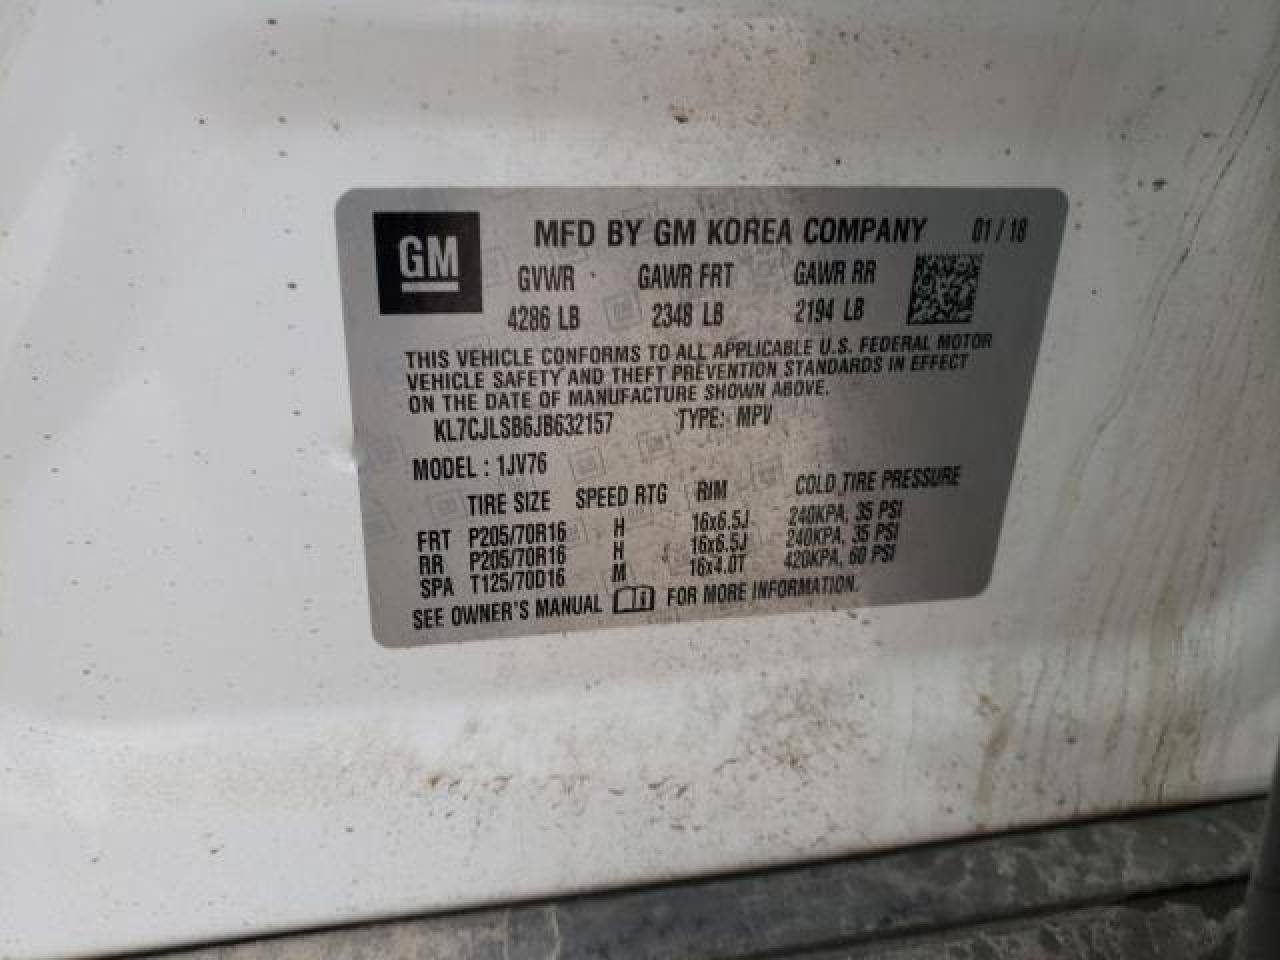 GM
MFD BY GM KOREA COMPANY 01 / 18
GVWR GAWR FRT GAWR RR
4286 LB 2348 LB 2194 LB
THIS VEHICLE CONFORMS TO ALL APPLICABLE U.S. FEDERAL MOTOR
VEHICLE SAFETY AND THEFT PREVENTION STANDARDS IN EFFECT
ON THE DATE OF MANUFACTURE SHOWN ABOVE.
KL7CJLSB6JB632157 TYPE: MPV
MODEL : 1JV76
TIRE SIZE SPEED RTG RIM COLD TIRE PRESSURE
FRT P205/70R16 H 16x6.5J 240KPA, 35 PSI
RR P205/70R16 H 16x6.5J 240KPA, 35 PSI
SPA T125/70D16 M 16x4.0T 420KPA, 60 PSI
SEE OWNER'S MANUAL FOR MORE INFORMATION.